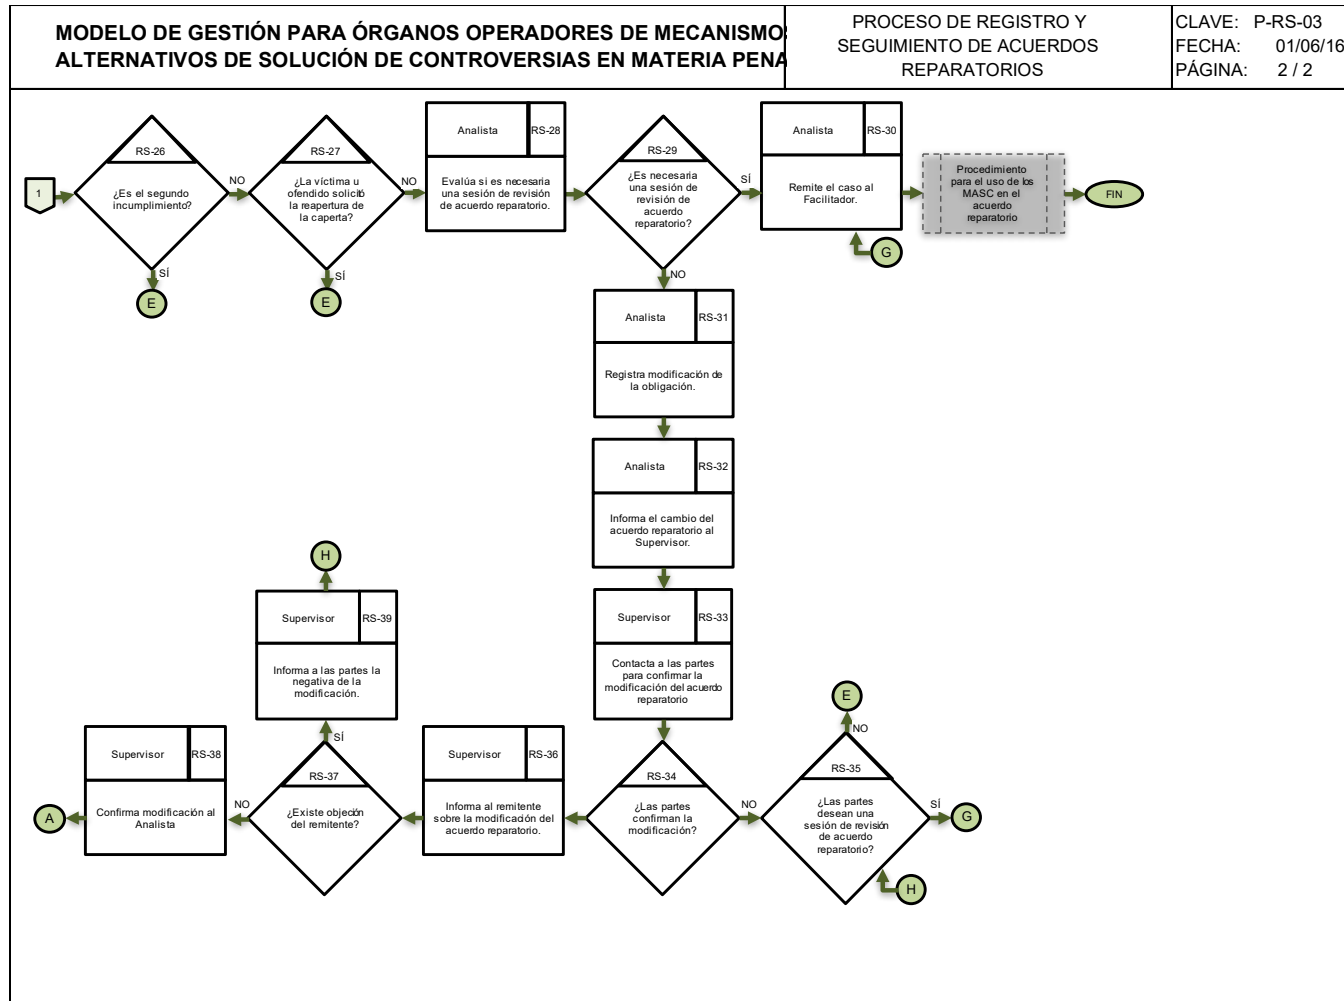 MODELO DE GESTIÓN PARA ÓRGANOS OPERADORES DE MECANISMOS
ALTERNATIVOS DE SOLUCIÓN DE CONTROVERSIAS EN MATERIA PENA
PROCESO DE REGISTRO Y
SEGUIMIENTO DE ACUERDOS
REPARATORIOS
CLAVE: P-RS-03
FECHA: 01/06/16
PÁGINA: 2 / 2
1
RS-26
¿Es el segundo
incumplimiento?
NO
SÍ
E
RS-27
¿La víctima u
ofendido solicitó
la reapertura de
la caperta?
NO
SÍ
E
Analista
RS-28
Evalúa si es necesaria
una sesión de revisión
de acuerdo reparatorio.
RS-29
¿Es necesaria
una sesión de
revisión de
acuerdo
reparatorio?
SÍ
NO
Analista
RS-30
Remite el caso al
Facilitador.
G
Procedimiento
para el uso de los
MASC en el
acuerdo
reparatorio
FIN
Analista
RS-31
Registra modificación de
la obligación.
Analista
RS-32
Informa el cambio del
acuerdo reparatorio al
Supervisor.
Supervisor
RS-33
Contacta a las partes
para confirmar la
modificación del acuerdo
reparatorio
RS-34
¿Las partes
confirman la
modificación?
NO
E
NO
RS-35
¿Las partes
desean una
sesión de revisión
de acuerdo
reparatorio?
SÍ
G
H
Supervisor
RS-36
Informa al remitente
sobre la modificación del
acuerdo reparatorio.
H
Supervisor
RS-39
Informa a las partes la
negativa de la
modificación.
SÍ
RS-37
¿Existe objeción
del remitente?
NO
Supervisor
RS-38
Confirma modificación al
Analista
A